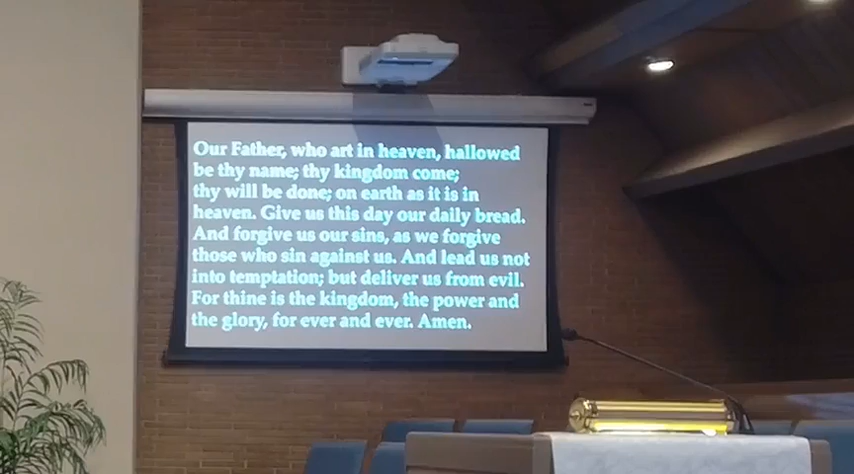 Our Father, who art in heaven, hallowed
be thy name; thy kingdom come;
thy will be done; on earth as it is in
heaven. Give us this day our daily bread.
And forgive us our sins, as we forgive
those who sin against us. And lead us not
into temptation; but deliver us from evil.
For thine is the kingdom, the power and
the glory, for ever and ever. Amen.